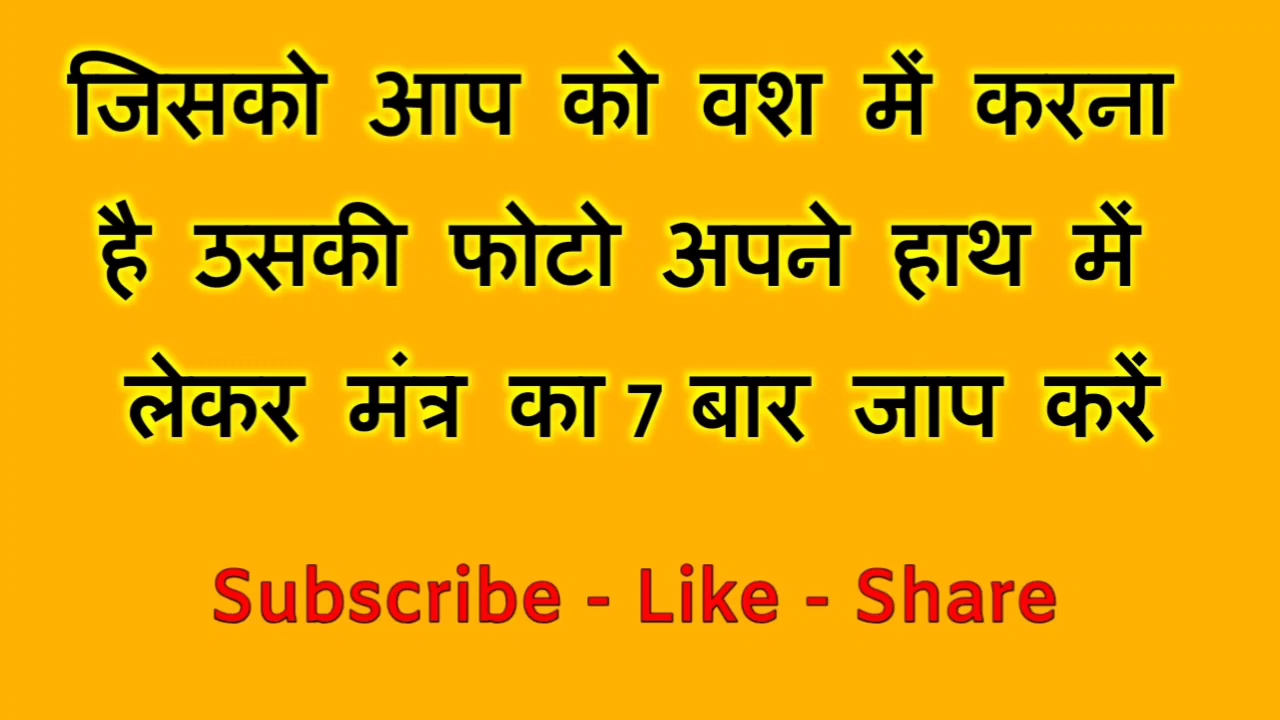 जिसको आप को वश में करना
है उसकी फोटो अपने हाथ में
लेकर मंत्र का 7 बार जाप करें
Subscribe - Like - Share